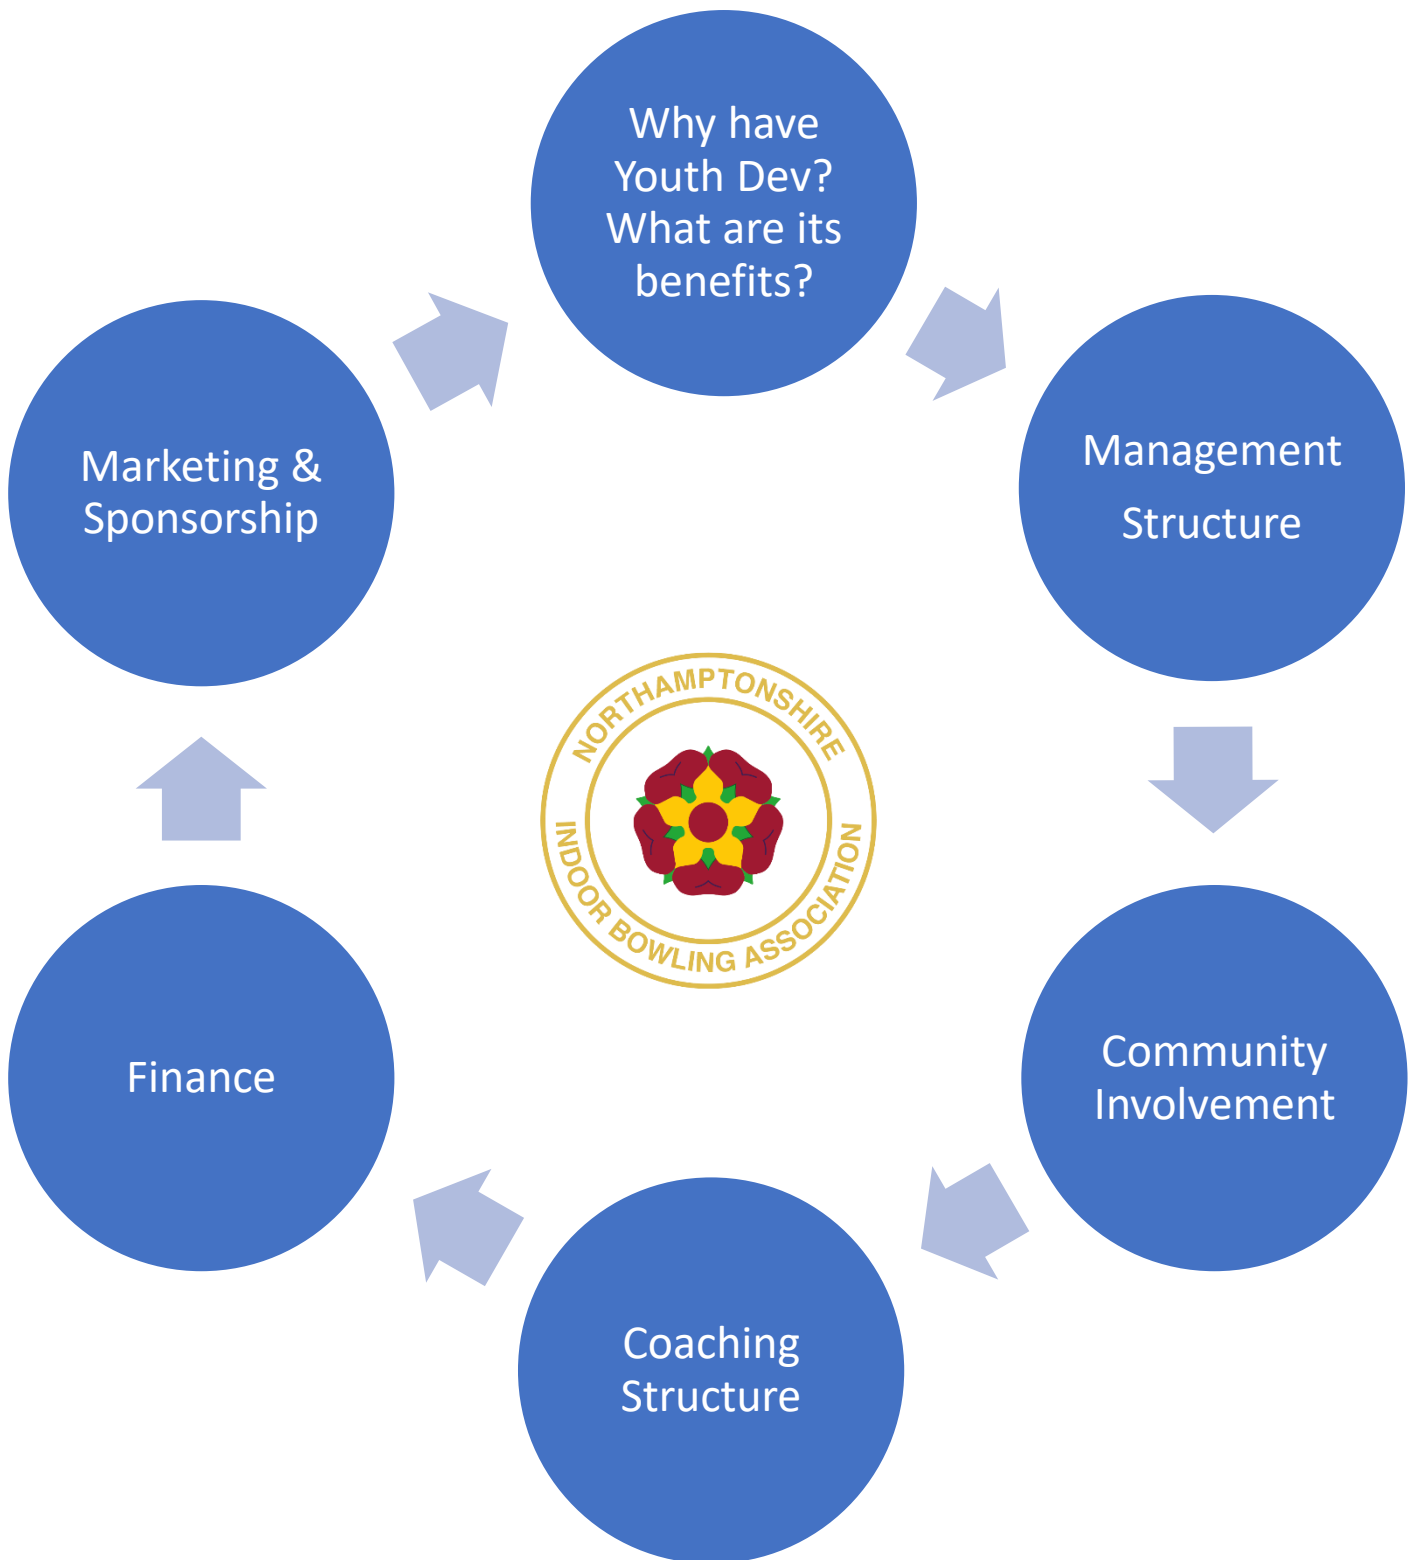 Why have
Youth Dev?
What are its
benefits?
Management
Structure
Community
Involvement
Coaching
Structure
Finance
Marketing &
Sponsorship
NORTHAMPTONSHIRE
INDOOR BOWLING ASSOCIATION